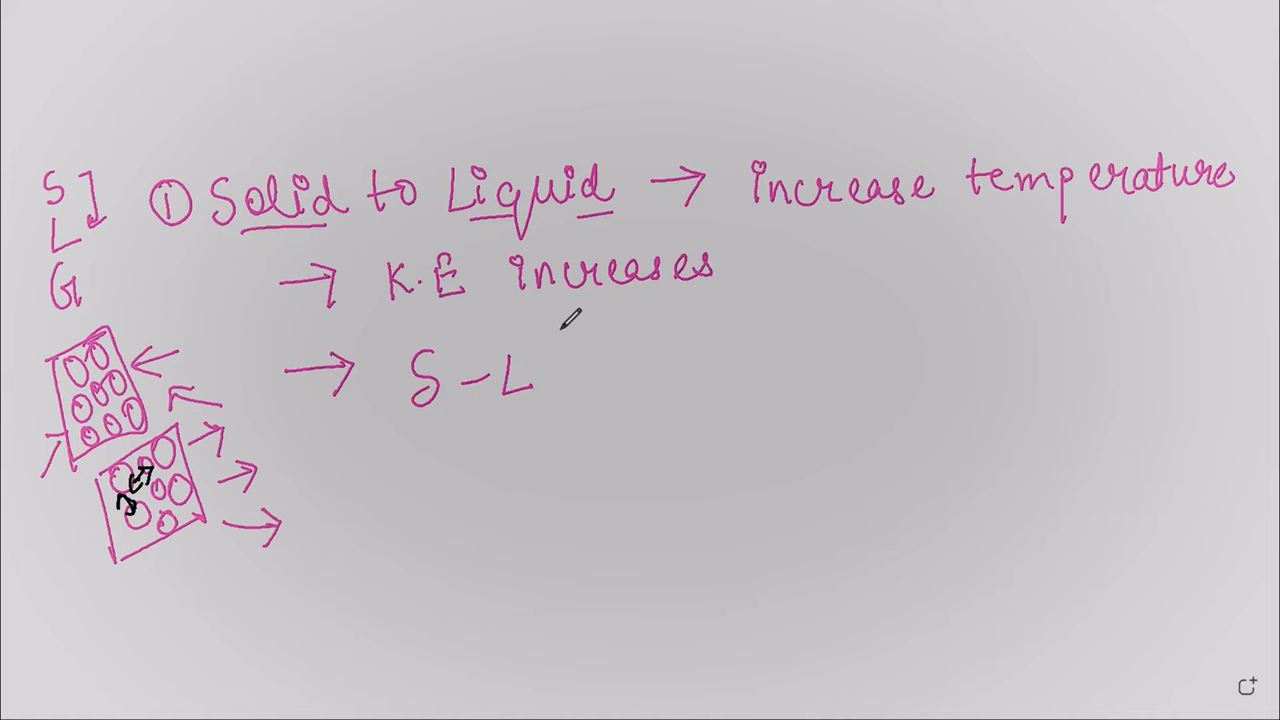 S
L
G
① Solid to Liquid → increase temperature
→ K.E increases
→ S - L